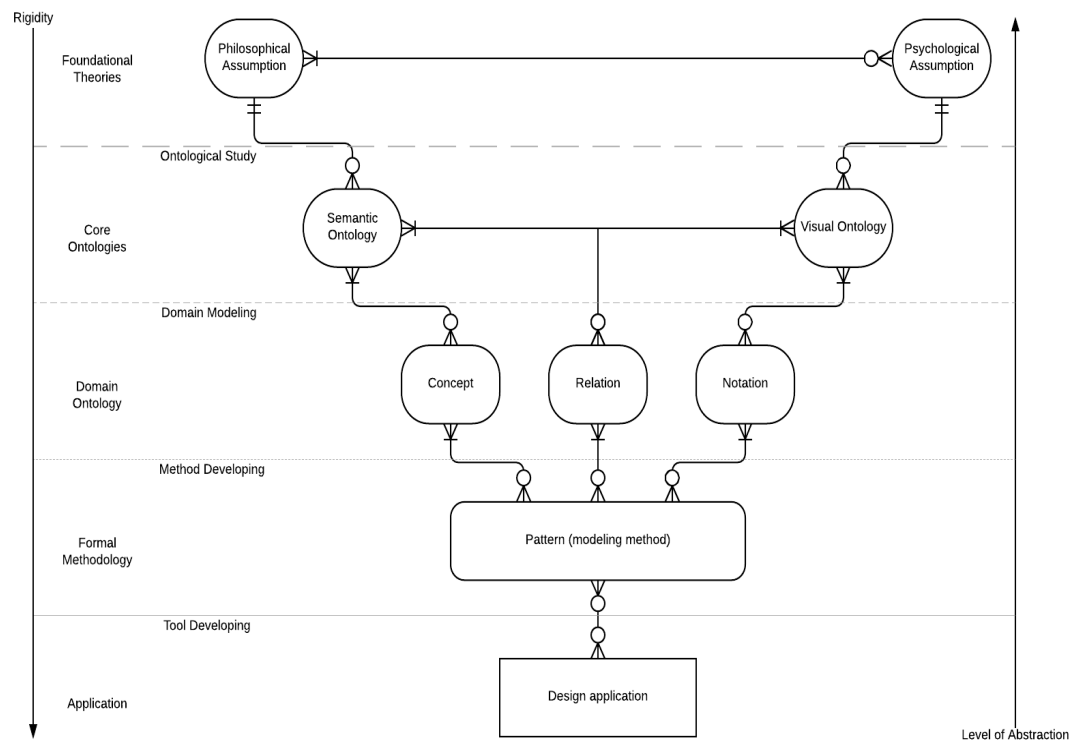 Rigidity
Foundational
Theories
Philosophical
Assumption
Psychological
Assumption
Ontological Study
Core
Ontologies
Semantic
Ontology
Visual Ontology
Domain Modeling
Domain
Ontology
Concept
Relation
Notation
Method Developing
Formal
Methodology
Pattern (modeling method)
Tool Developing
Application
Design application
Level of Abstraction